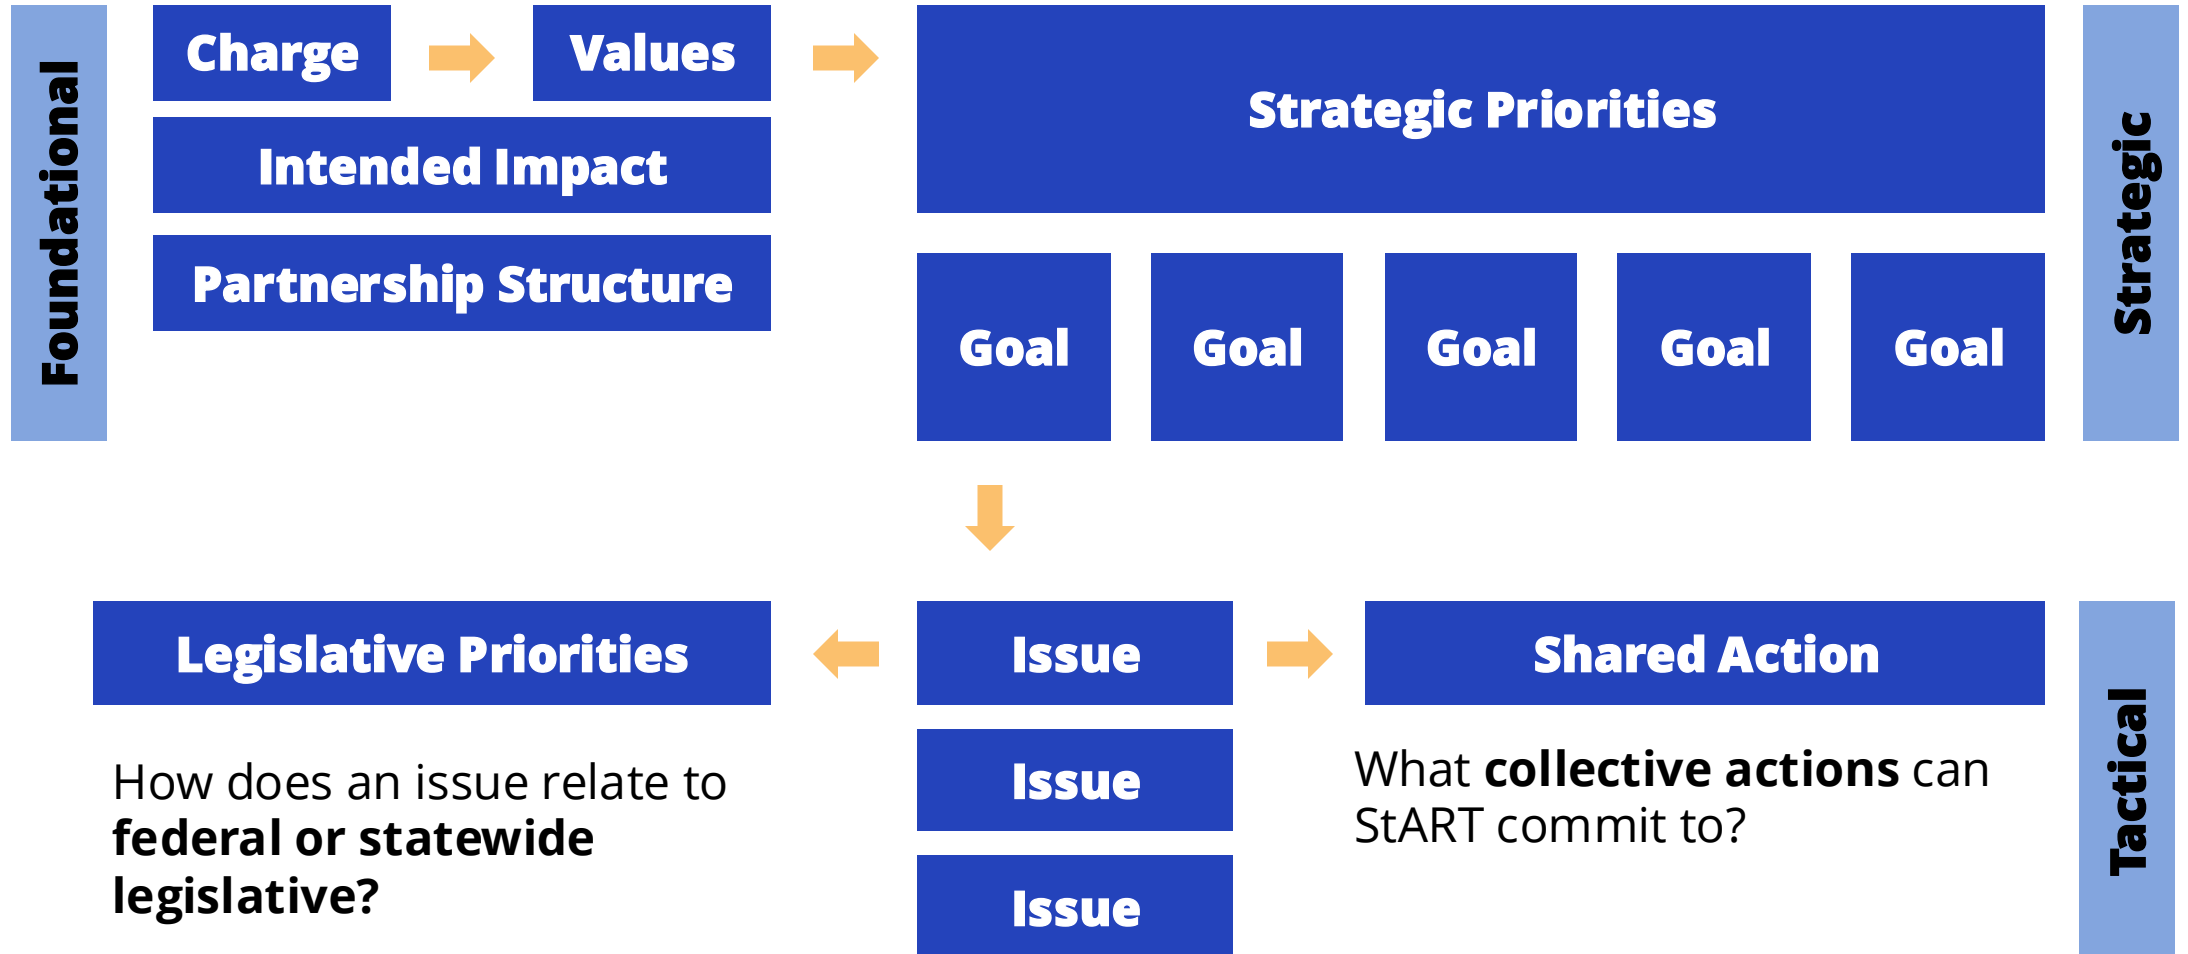 Foundational
Charge
Values
Intended Impact
Partnership Structure
Strategic Priorities
Goal
Goal
Goal
Goal
Goal
Strategic
Legislative Priorities
How does an issue relate to
federal or statewide
legislative?
Issue
Issue
Issue
Shared Action
What collective actions can
StART commit to?
Tactical